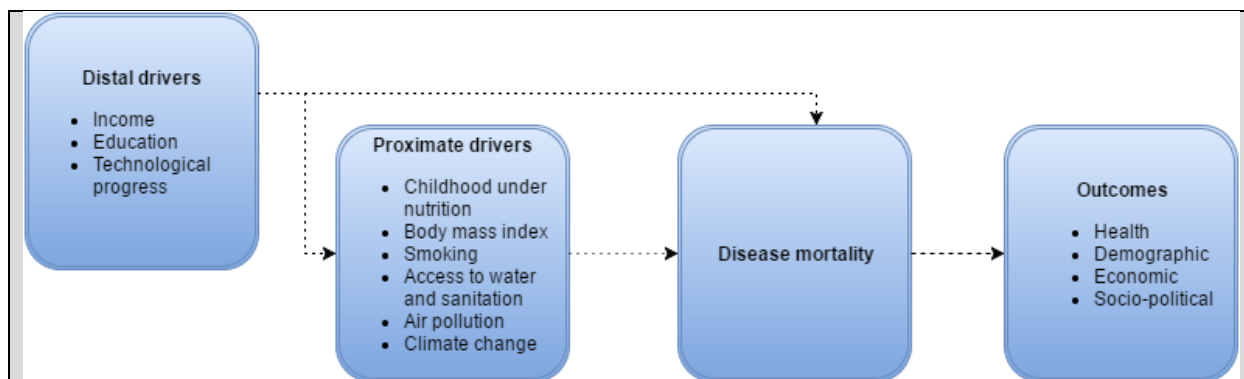 Distal drivers
• Income
• Education
• Technological
progress
Proximate drivers
• Childhood under
nutrition
• Body mass index
• Smoking
• Access to water
and sanitation
• Air pollution
• Climate change
Disease mortality
Outcomes
• Health
• Demographic
• Economic
• Socio-political